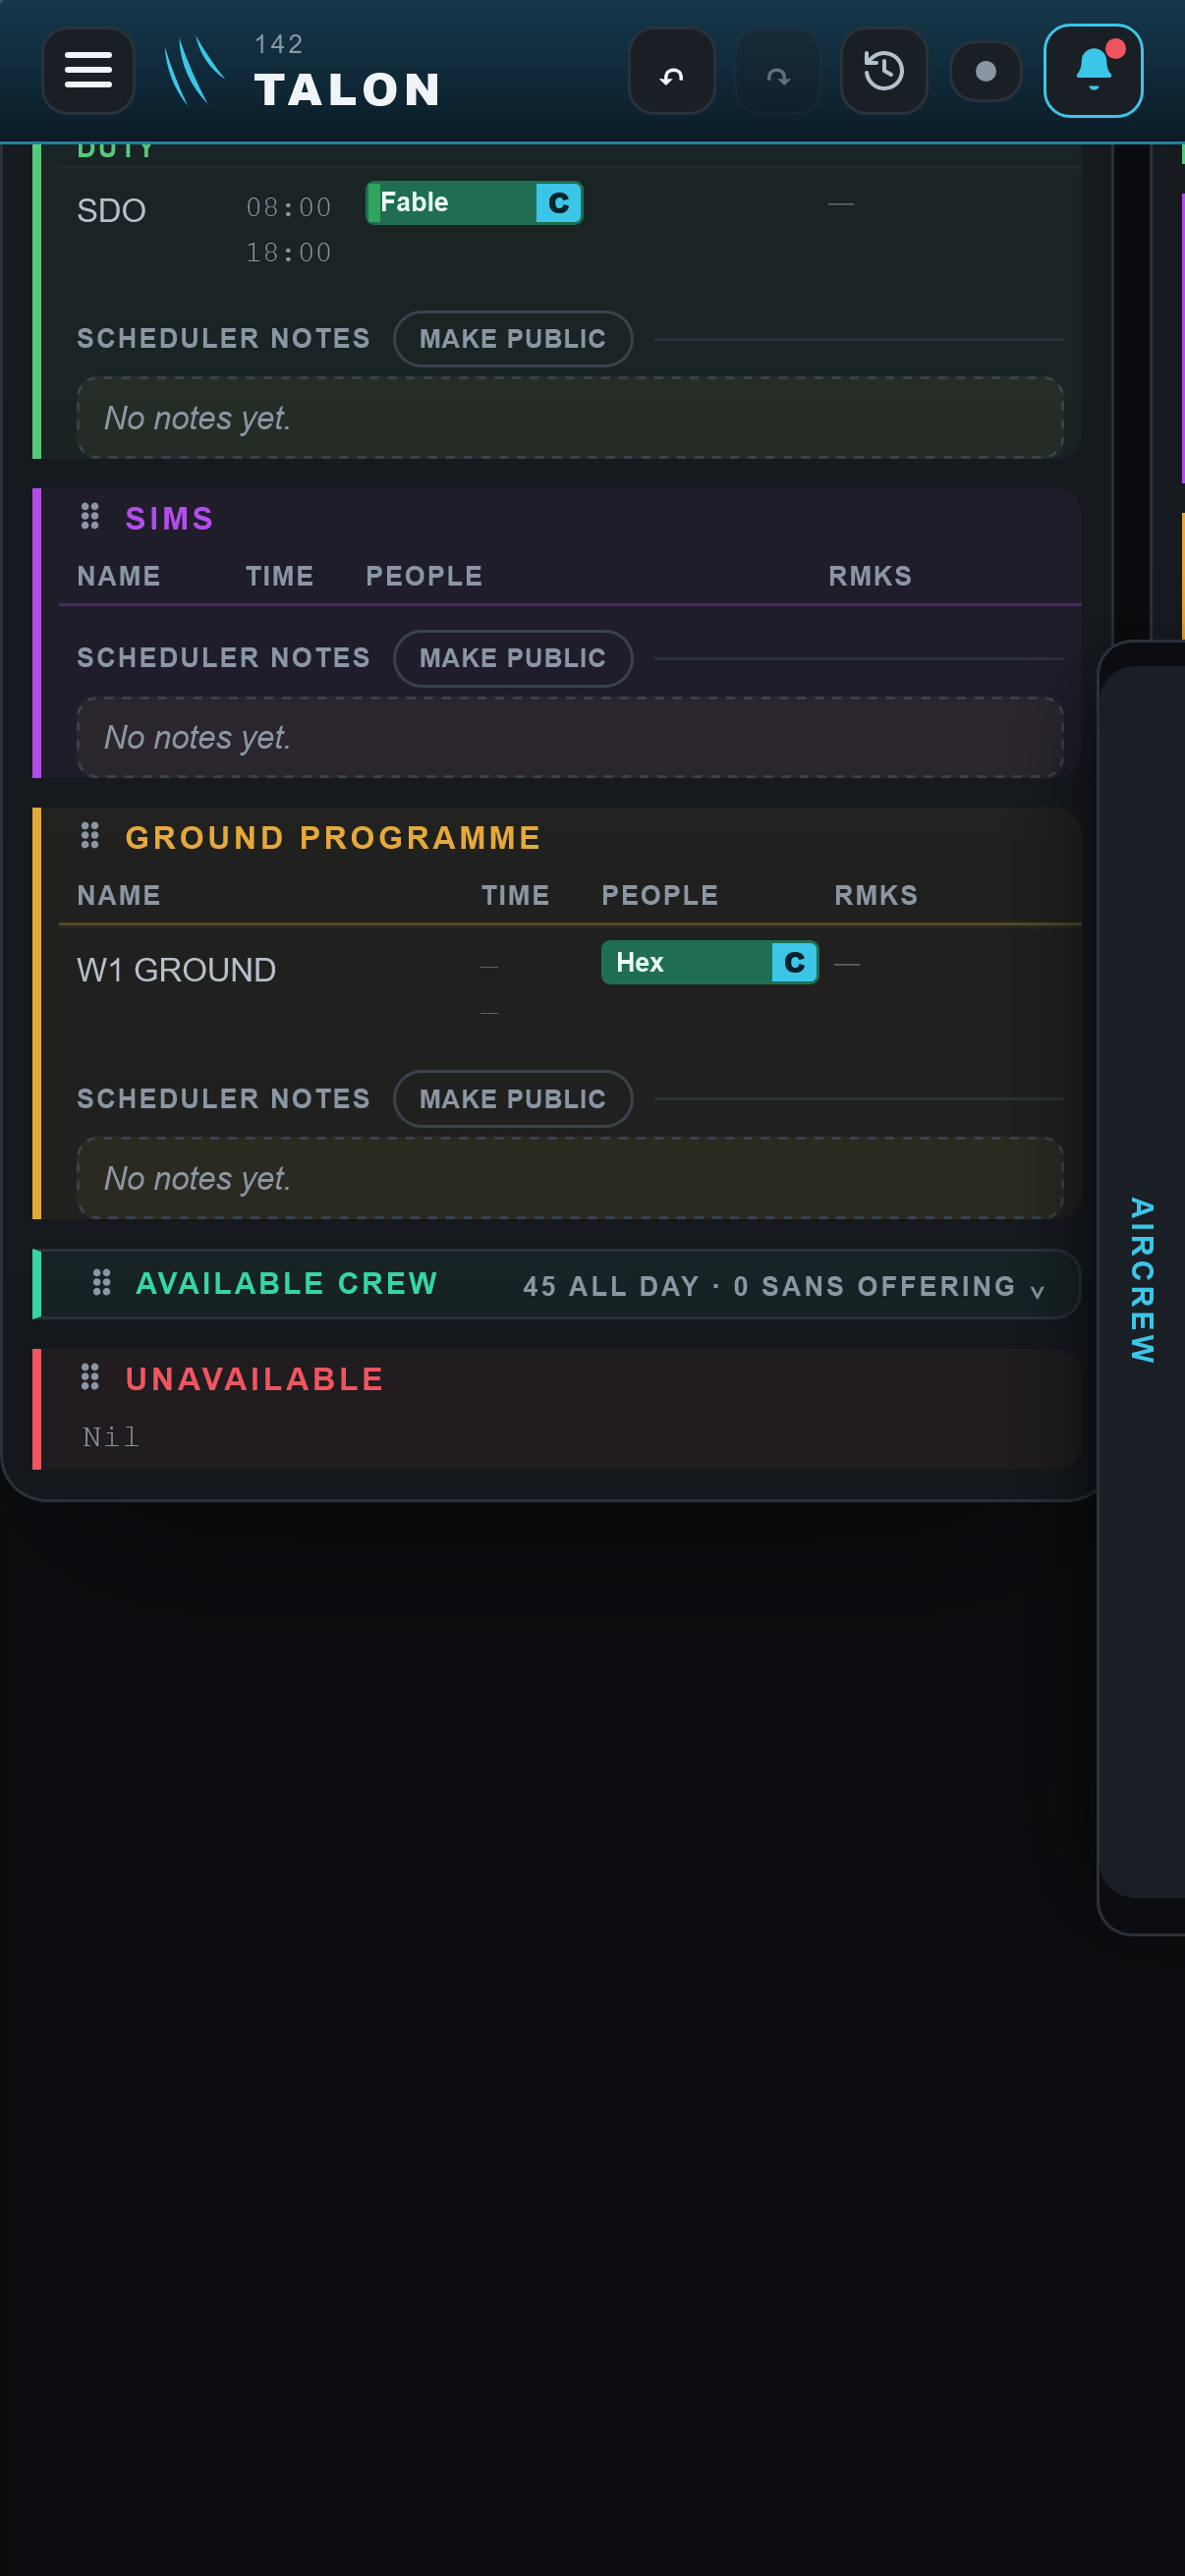 142
TALON
DUTY
SDO 08:00 Fable C —
18:00
SCHEDULER NOTES MAKE PUBLIC
No notes yet.
SIMS
NAME TIME PEOPLE RMKS
SCHEDULER NOTES MAKE PUBLIC
No notes yet.
GROUND PROGRAMME
NAME TIME PEOPLE RMKS
W1 GROUND — Hex C —
—
SCHEDULER NOTES MAKE PUBLIC
No notes yet.
AVAILABLE CREW 45 ALL DAY · 0 SANS OFFERING
AIRCREW
UNAVAILABLE
Nil